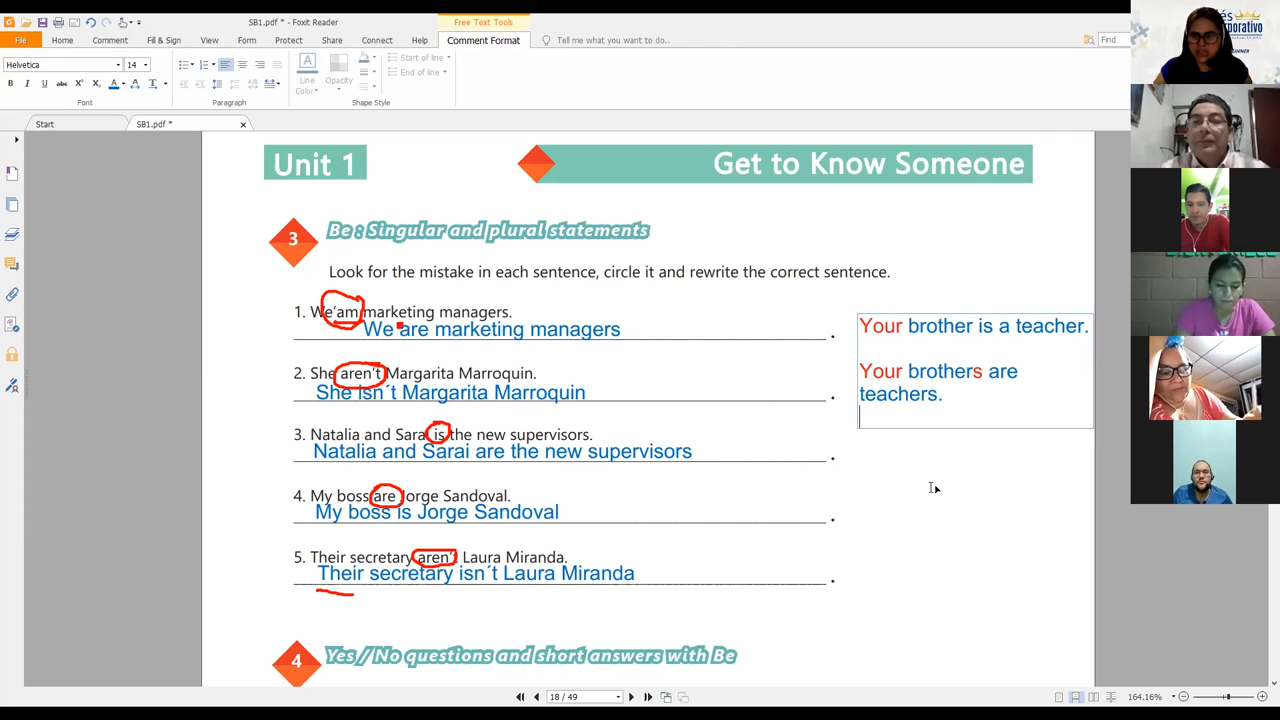 SB1.pdf * - Foxit Reader
Free Text Tools
File Home Comment Fill & Sign View Form Protect Share Connect Help Comment Format Tell me what you want to do.. Find
Helvetica 14
Line Color
Opacity
Start of line
End of line
Font Paragraph Shape Style
Start SB1.pdf *
Unit 1
Get to Know Someone
3 Be : Singular and plural statements
Look for the mistake in each sentence, circle it and rewrite the correct sentence.
1. We'am marketing managers.
We are marketing managers
.
2. She aren't Margarita Marroquin.
She isn´t Margarita Marroquin
.
3. Natalia and Sarai is the new supervisors.
Natalia and Sarai are the new supervisors
.
4. My boss are Jorge Sandoval.
My boss is Jorge Sandoval
.
5. Their secretary aren't Laura Miranda.
Their secretary isn´t Laura Miranda
.
Your brother is a teacher.
Your brothers are
teachers.
4 Yes / No questions and short answers with Be
18 / 49
164.16%